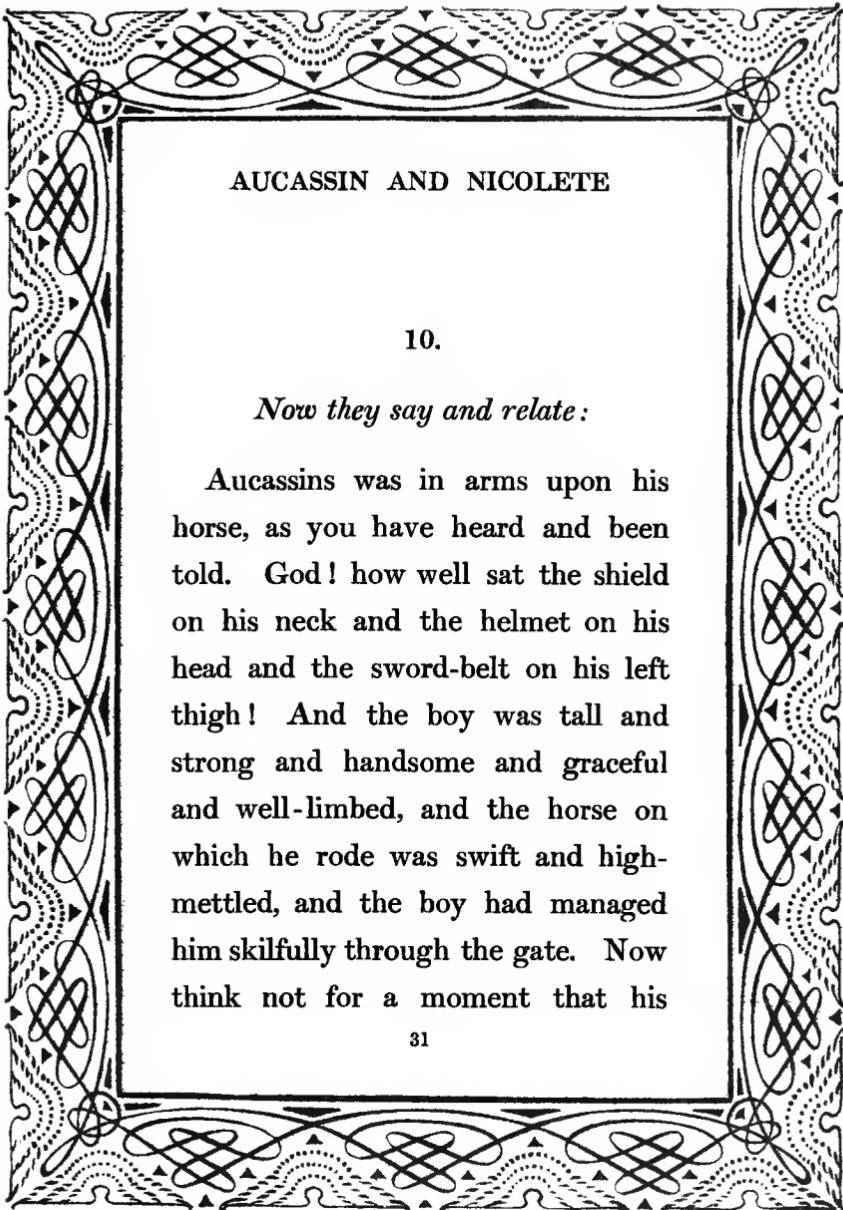 AUCASSIN AND NICOLETE
10.
Now they say and relate:
Aucassins was in arms upon his
horse, as you have heard and been
told. God! how well sat the shield
on his neck and the helmet on his
head and the sword-belt on his left
thigh! And the boy was tall and
strong and handsome and graceful
and well-limbed, and the horse on
which he rode was swift and high-
mettled, and the boy had managed
him skilfully through the gate. Now
think not for a moment that his
31